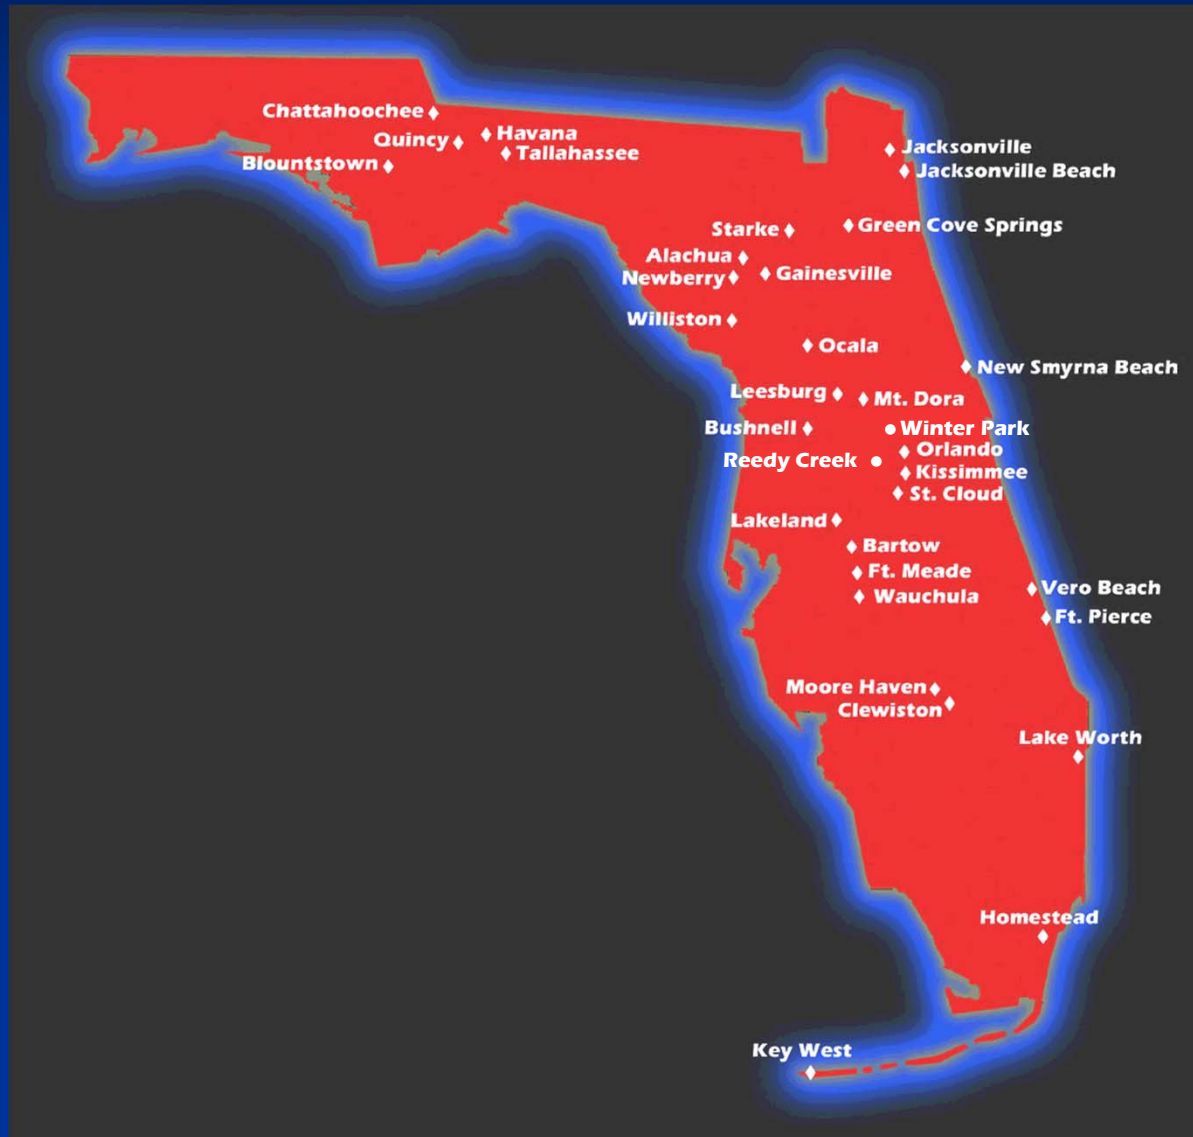 Chattahoochee
Havana
Quincy
Tallahassee
Blountstown
Jacksonville
Jacksonville Beach
Starke
Green Cove Springs
Alachua
Newberry
Gainesville
Williston
Ocala
New Smyrna Beach
Leesburg
Mt. Dora
Bushnell
Winter Park
Orlando
Reedy Creek
Kissimmee
St. Cloud
Lakeland
Bartow
Ft. Meade
Wauchula
Vero Beach
Ft. Pierce
Moore Haven
Clewiston
Lake Worth
Homestead
Key West